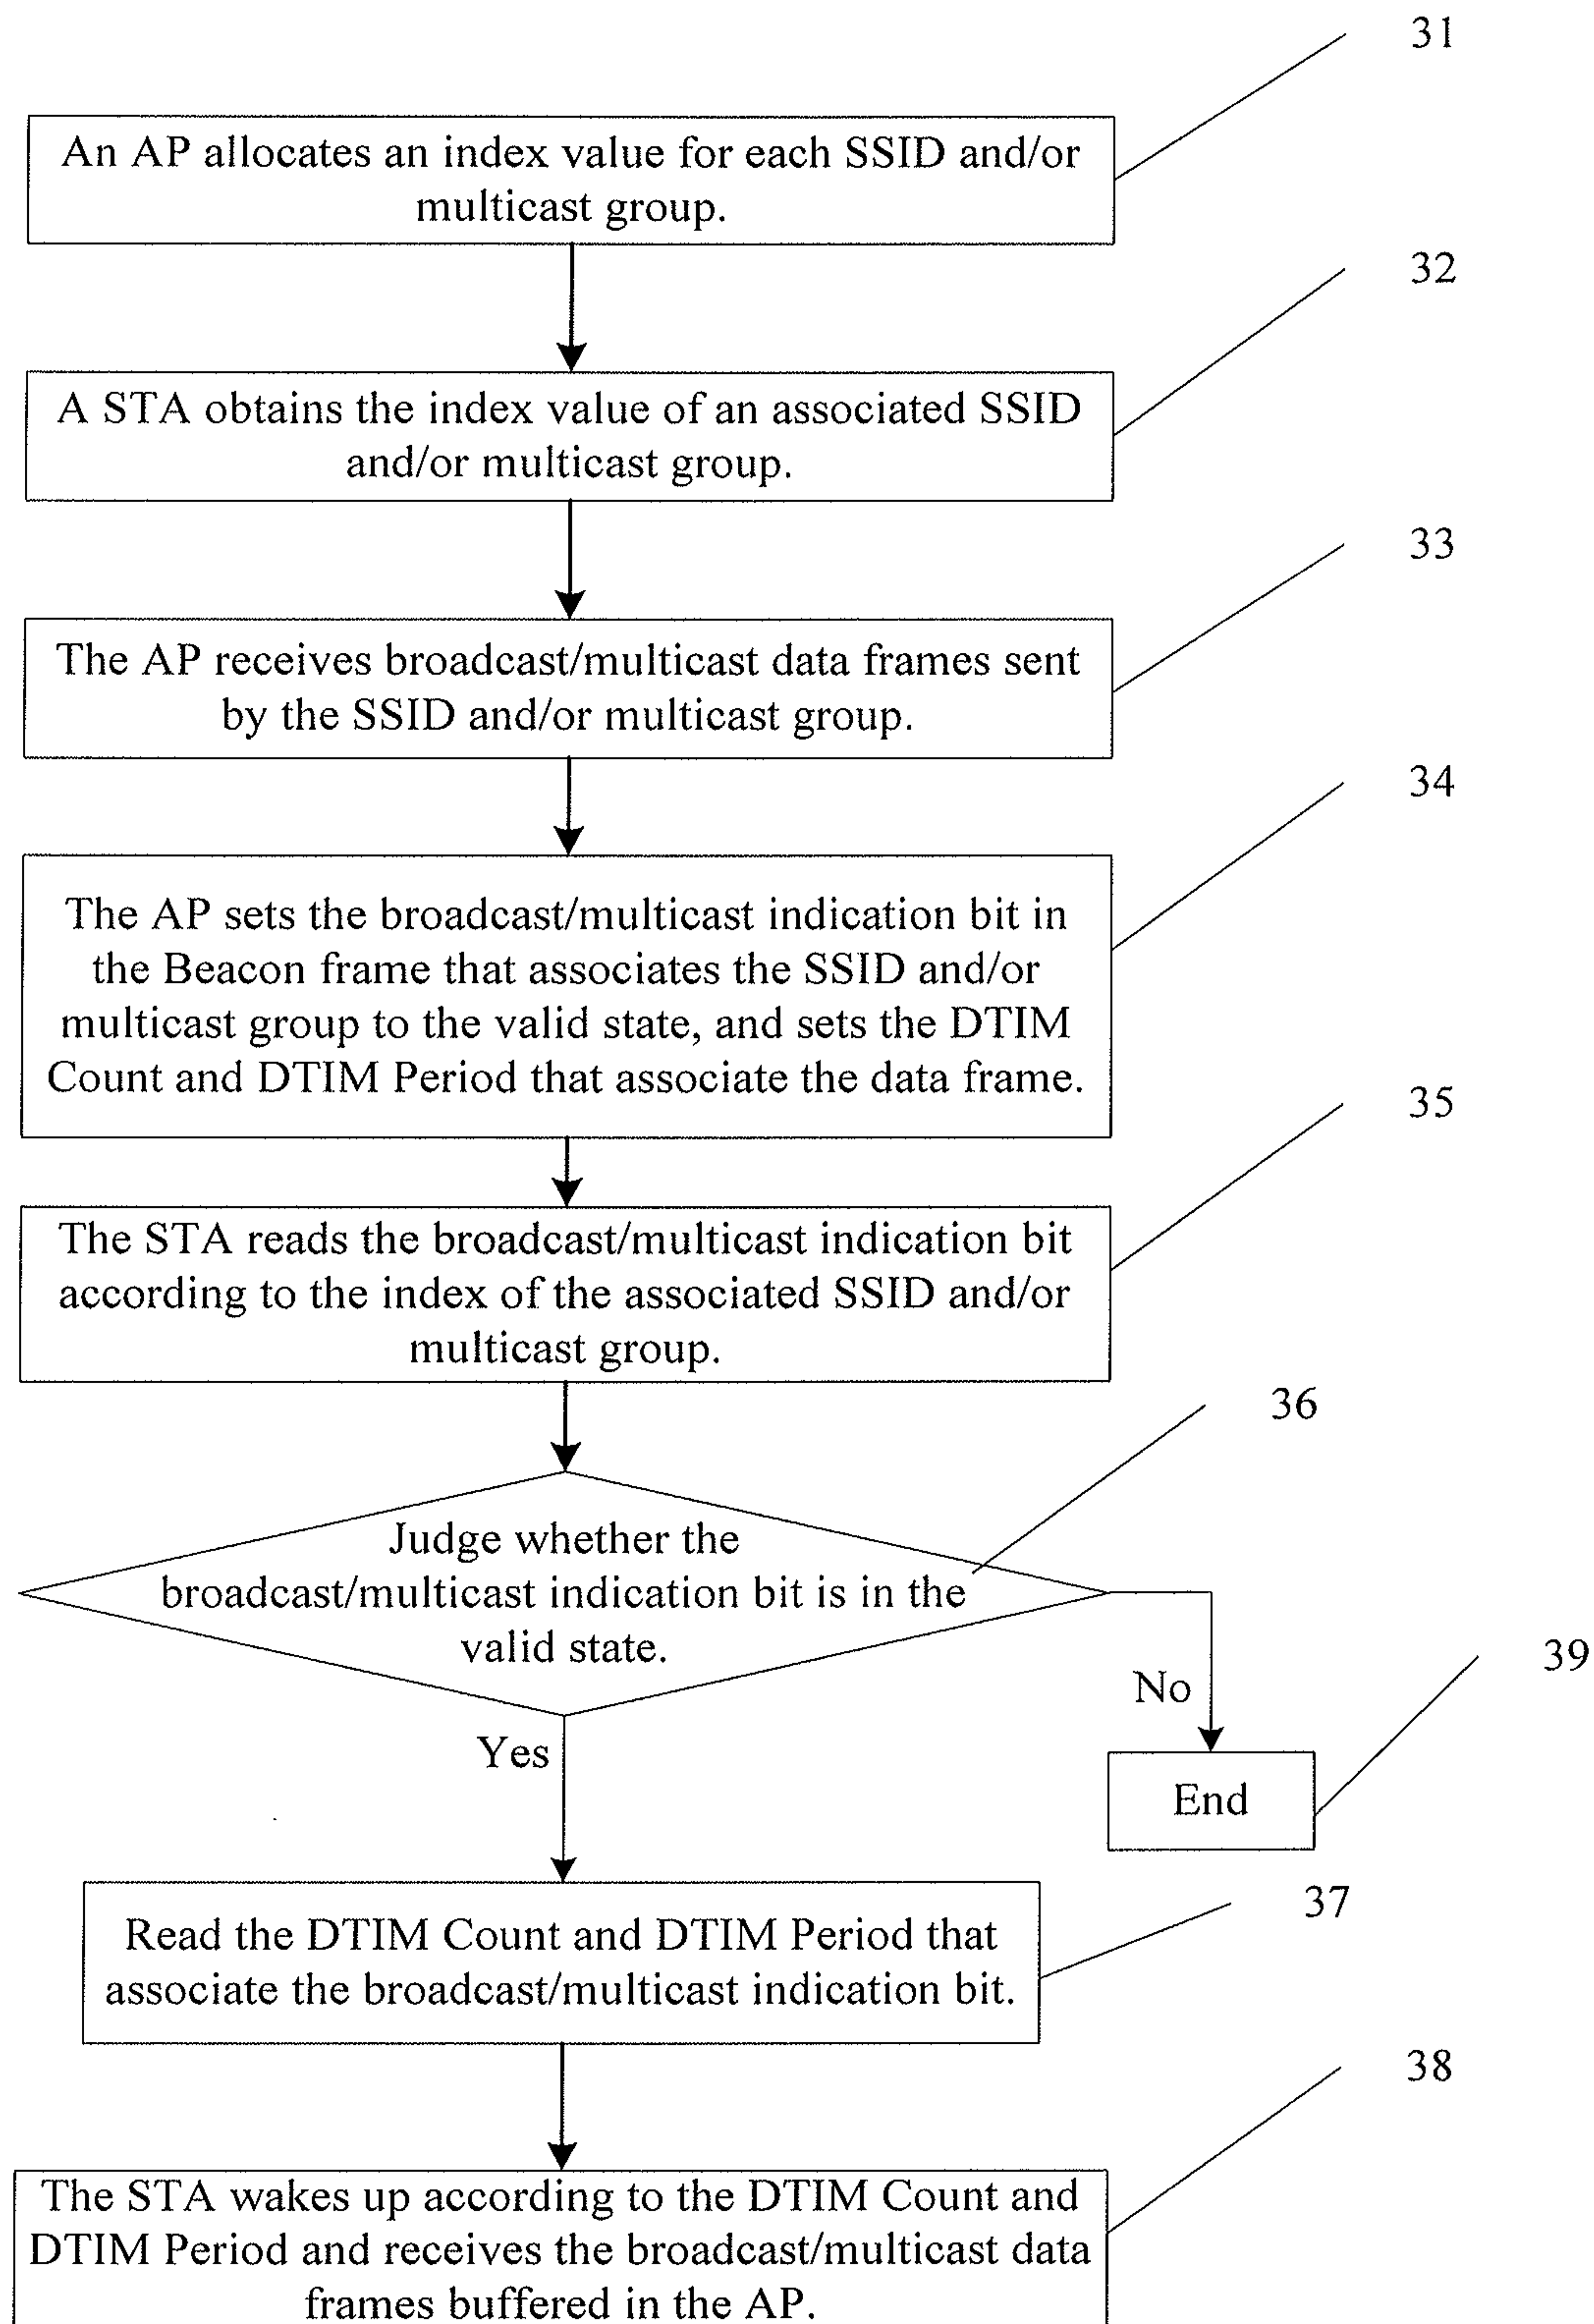 31
An AP allocates an index value for each SSID and/or
multicast group.
32
A STA obtains the index value of an associated SSID
and/or multicast group.
33
The AP receives broadcast/multicast data frames sent
by the SSID and/or multicast group.
34
The AP sets the broadcast/multicast indication bit in
the Beacon frame that associates the SSID and/or
multicast group to the valid state, and sets the DTIM
Count and DTIM Period that associate the data frame.
35
The STA reads the broadcast/multicast indication bit
according to the index of the associated SSID and/or
multicast group.
36
Judge whether the
broadcast/multicast indication bit is in the
valid state.
39
No
Yes
End
37
Read the DTIM Count and DTIM Period that
associate the broadcast/multicast indication bit.
38
The STA wakes up according to the DTIM Count and
DTIM Period and receives the broadcast/multicast data
frames buffered in the AP.